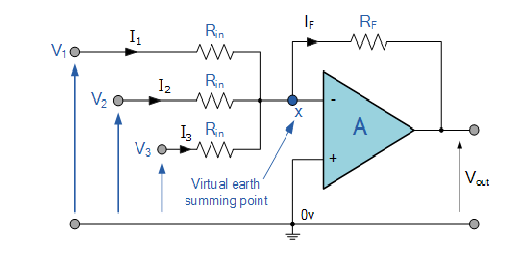 I1 Rin IF RF
V1
I2 Rin
V2
X - A
I3 Rin
V3 +
Virtual earth
summing point
Vout
0v